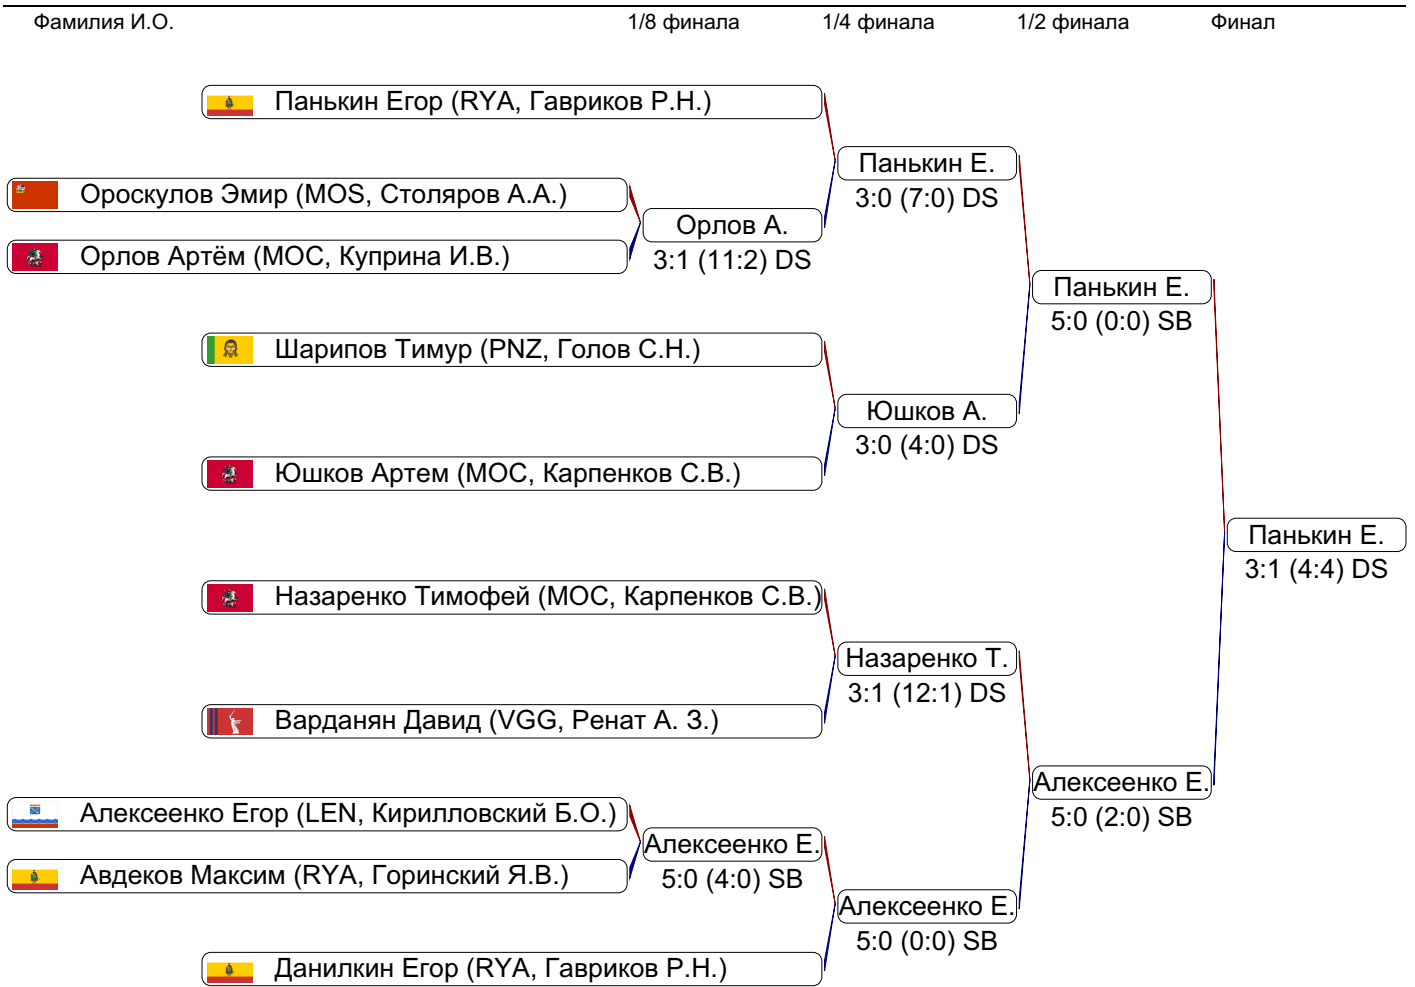 Фамилия И.О. 1/8 финала 1/4 финала 1/2 финала Финал
Панькин Егор (RYA, Гавриков Р.Н.)
Панькин Е.
3:0 (7:0) DS
Ороскулов Эмир (MOS, Столяров А.А.)
Орлов А.
3:1 (11:2) DS
Орлов Артём (МОС, Куприна И.В.)
Панькин Е.
5:0 (0:0) SB
Шарипов Тимур (PNZ, Голов С.Н.)
Юшков А.
3:0 (4:0) DS
Юшков Артем (МОС, Карпенков С.В.)
Панькин Е.
3:1 (4:4) DS
Назаренко Тимофей (МОС, Карпенков С.В.)
Назаренко Т.
3:1 (12:1) DS
Варданян Давид (VGG, Ренат А. З.)
Алексеенко Е.
5:0 (2:0) SB
Алексеенко Егор (LEN, Кирилловский Б.О.)
Алексеенко Е.
5:0 (4:0) SB
Авдеков Максим (RYA, Горинский Я.В.)
Алексеенко Е.
5:0 (0:0) SB
Данилкин Егор (RYA, Гавриков Р.Н.)